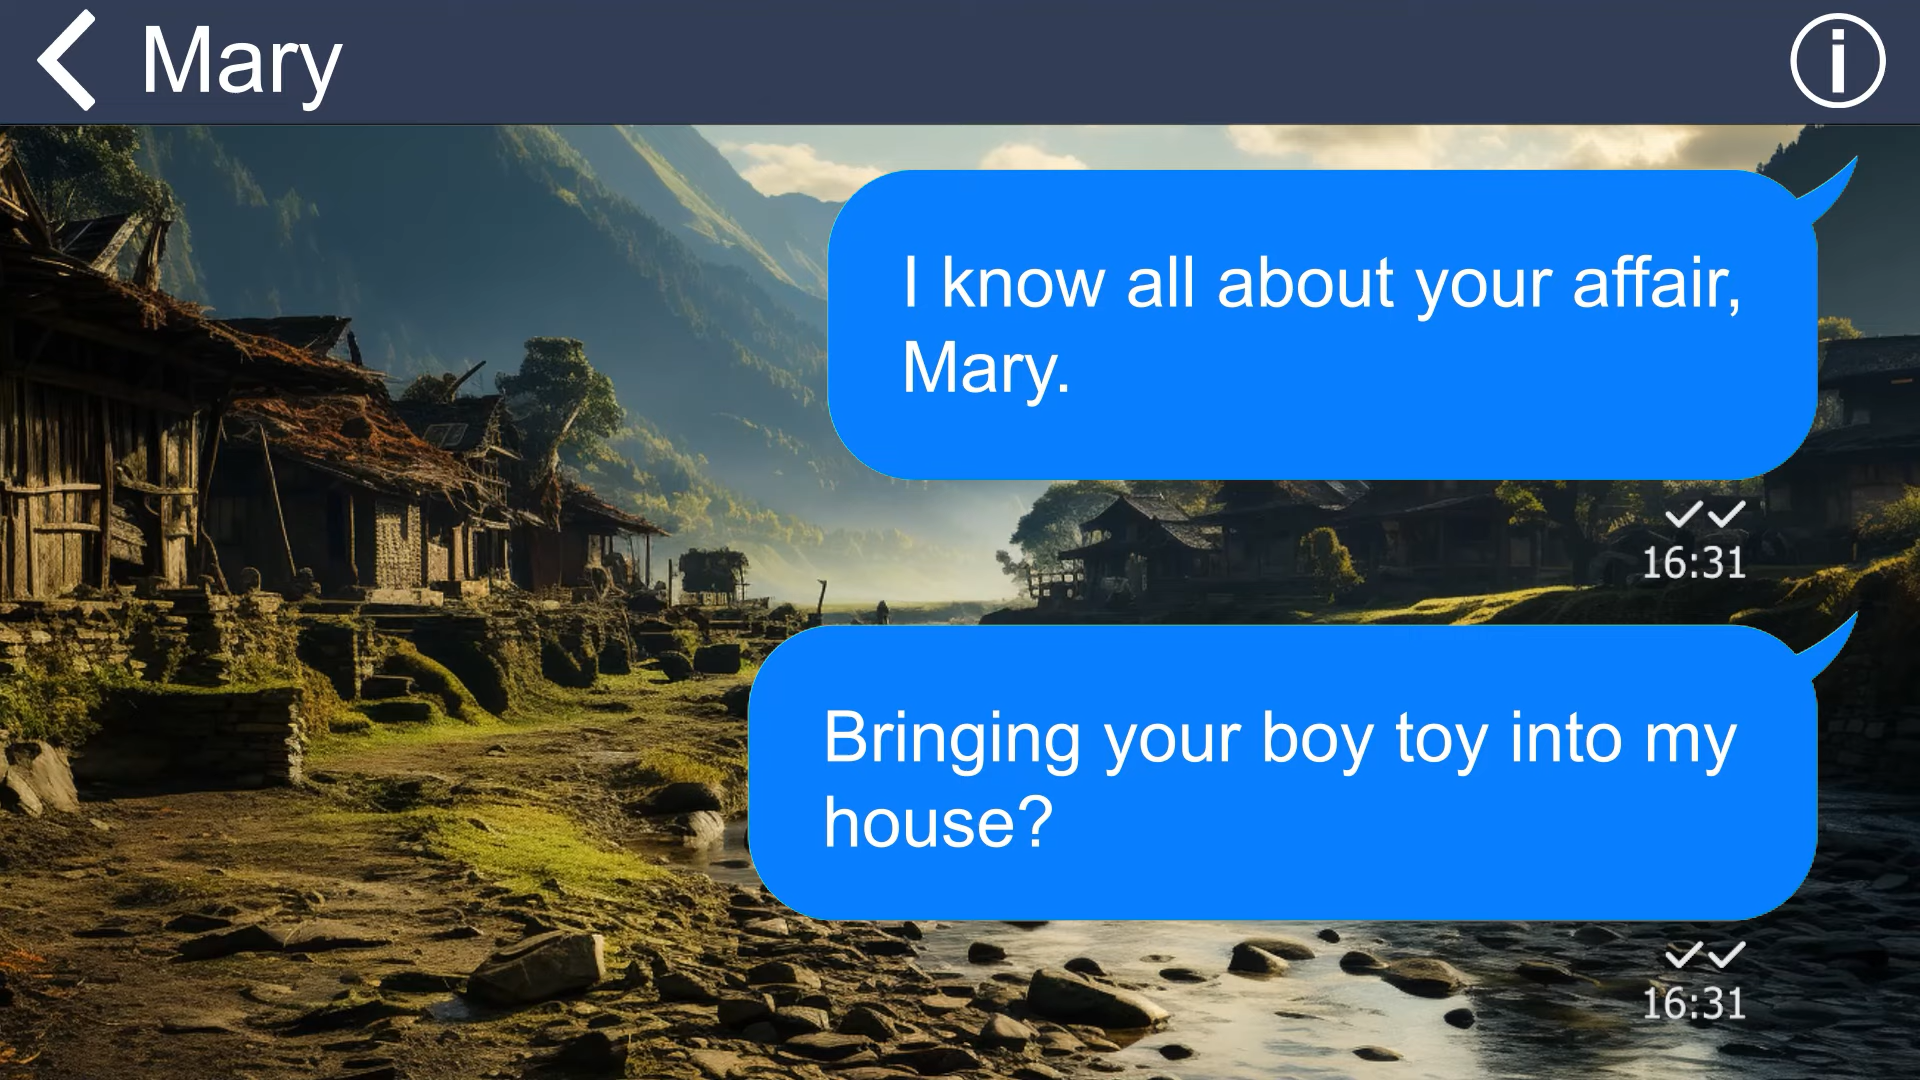 Mary
I know all about your affair,
Mary.
16:31
Bringing your boy toy into my
house?
16:31